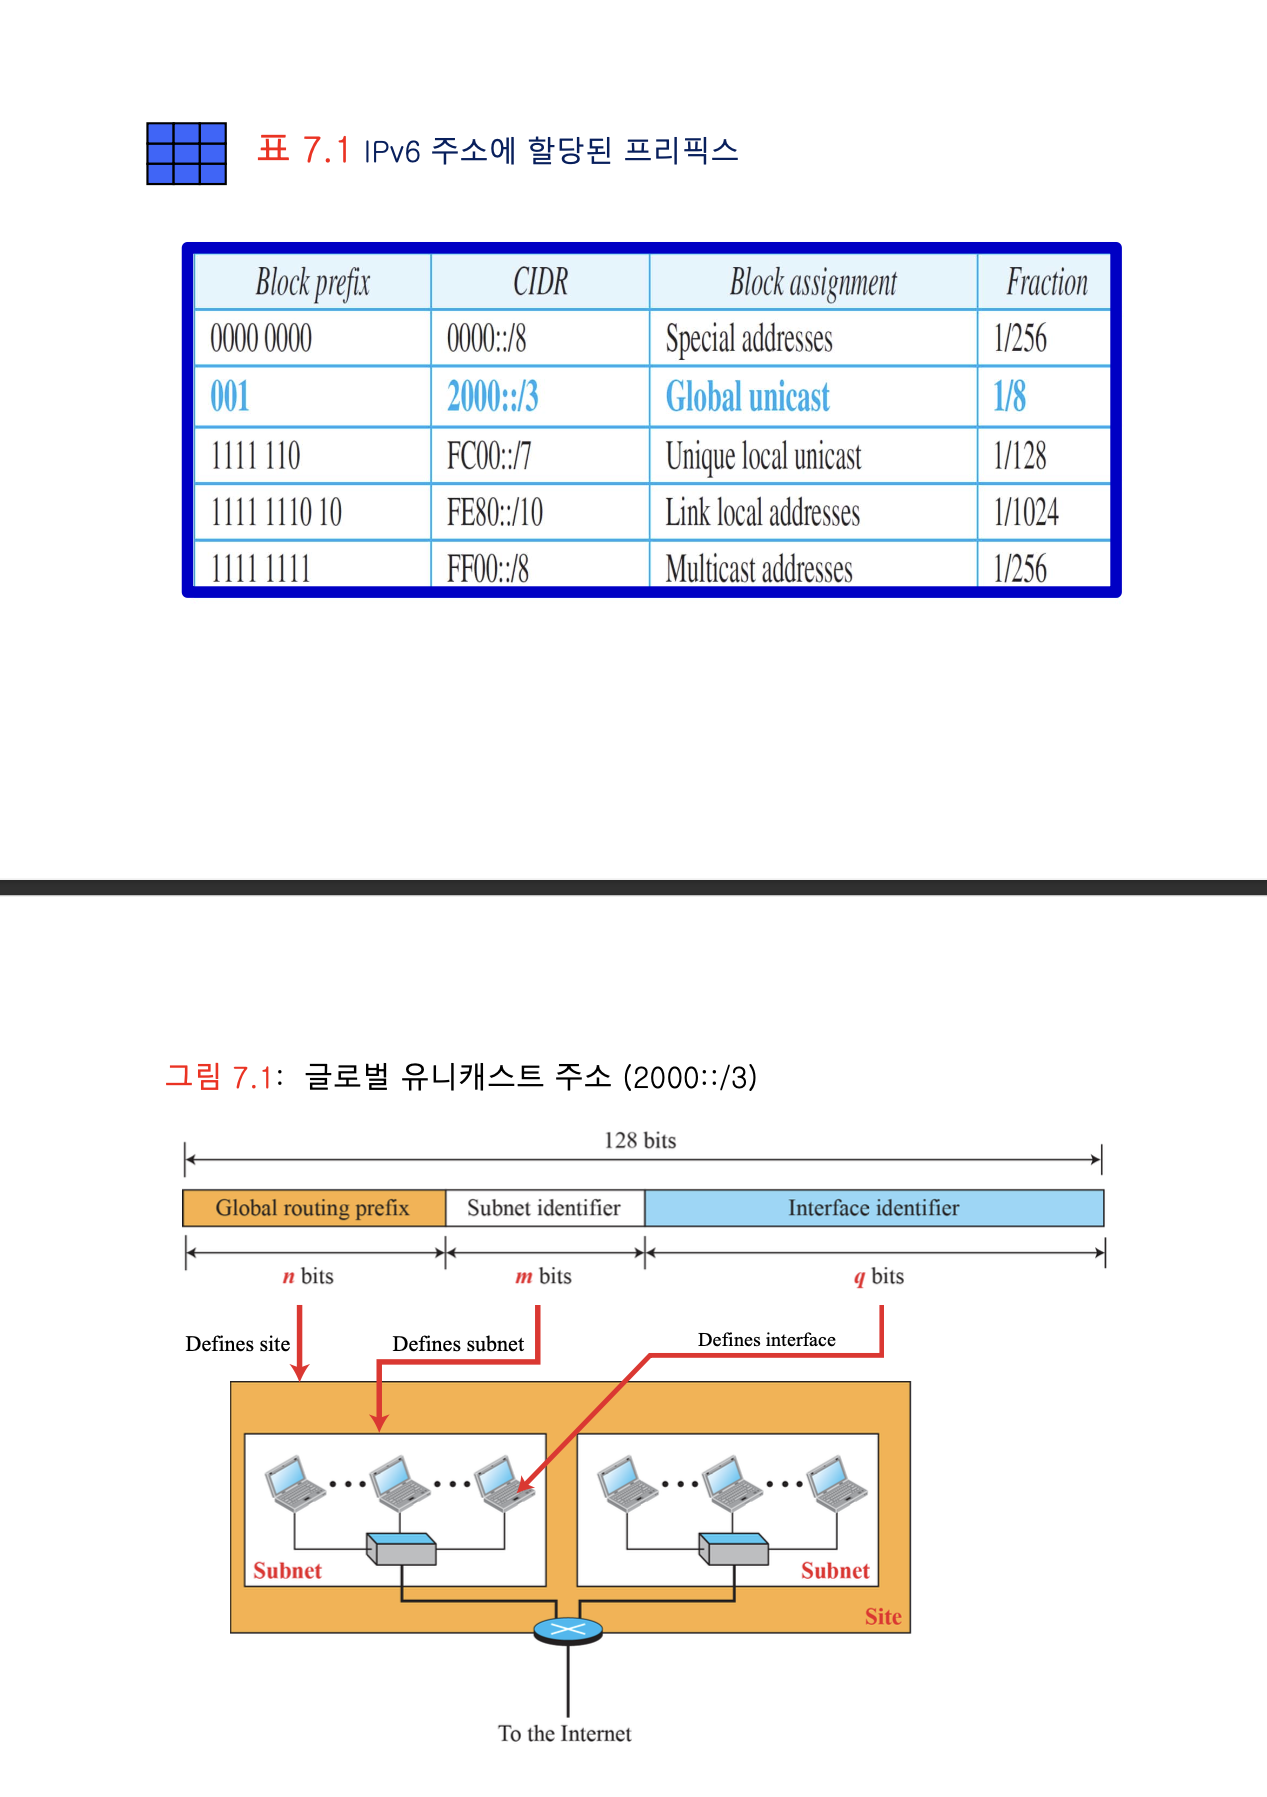 표 7.1 IPv6 주소에 할당된 프리픽스
Block prefix CIDR Block assignment Fraction
0000 0000 0000::/8 Special addresses 1/256
001 2000::/3 Global unicast 1/8
1111 110 FC00::/7 Unique local unicast 1/128
1111 1110 10 FE80::/10 Link local addresses 1/1024
1111 1111 FF00::/8 Multicast addresses 1/256
그림 7.1: 글로벌 유니캐스트 주소 (2000::/3)
128 bits
Global routing prefix Subnet identifier Interface identifier
n bits m bits q bits
Defines site Defines subnet Defines interface
Subnet Subnet
Site
To the Internet